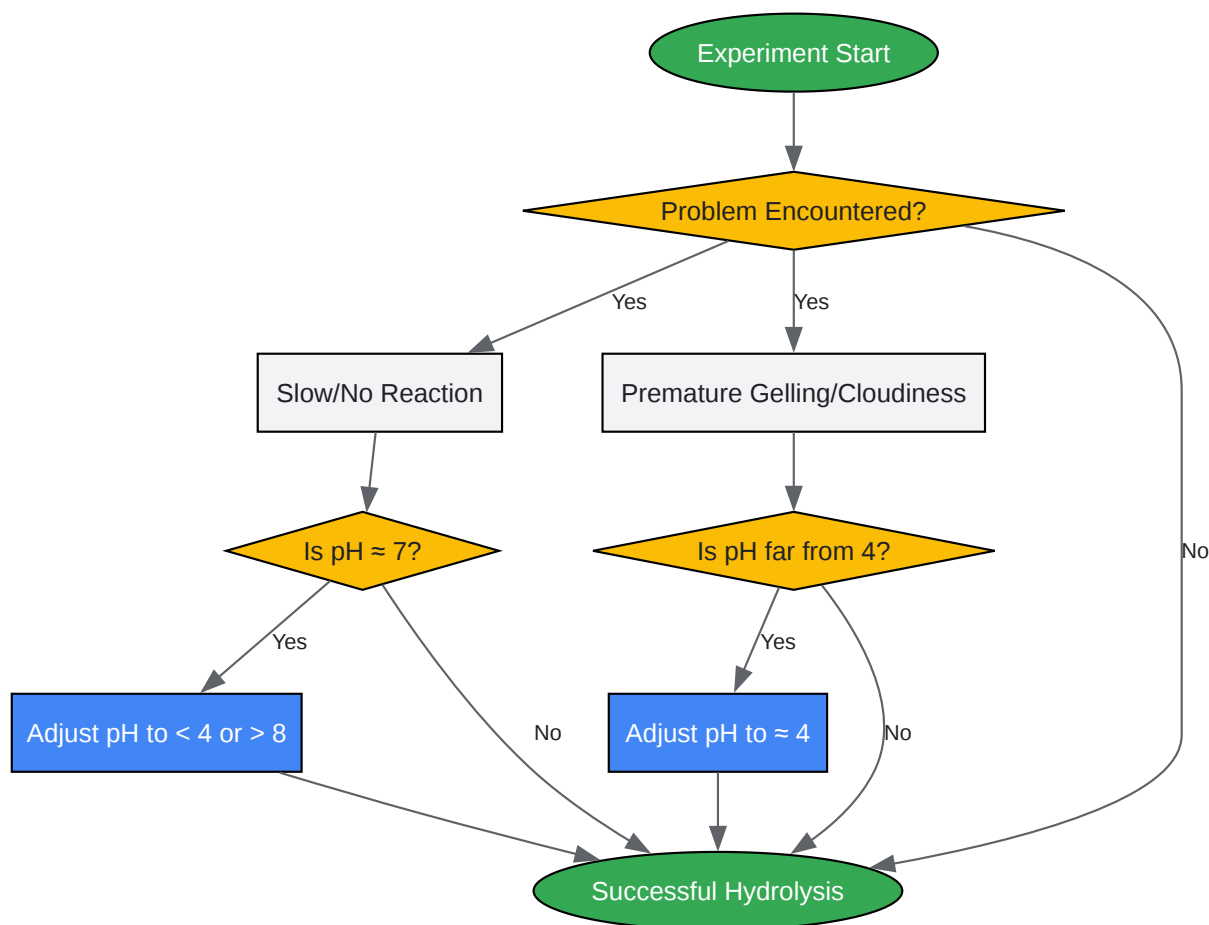 Experiment Start
Problem Encountered?
Yes
Yes
Slow/No Reaction
Premature Gelling/Cloudiness
Is pH ≈ 7?
Is pH far from 4?
No
Yes
Yes
Adjust pH to < 4 or > 8
No
Adjust pH to ≈ 4
No
Successful Hydrolysis